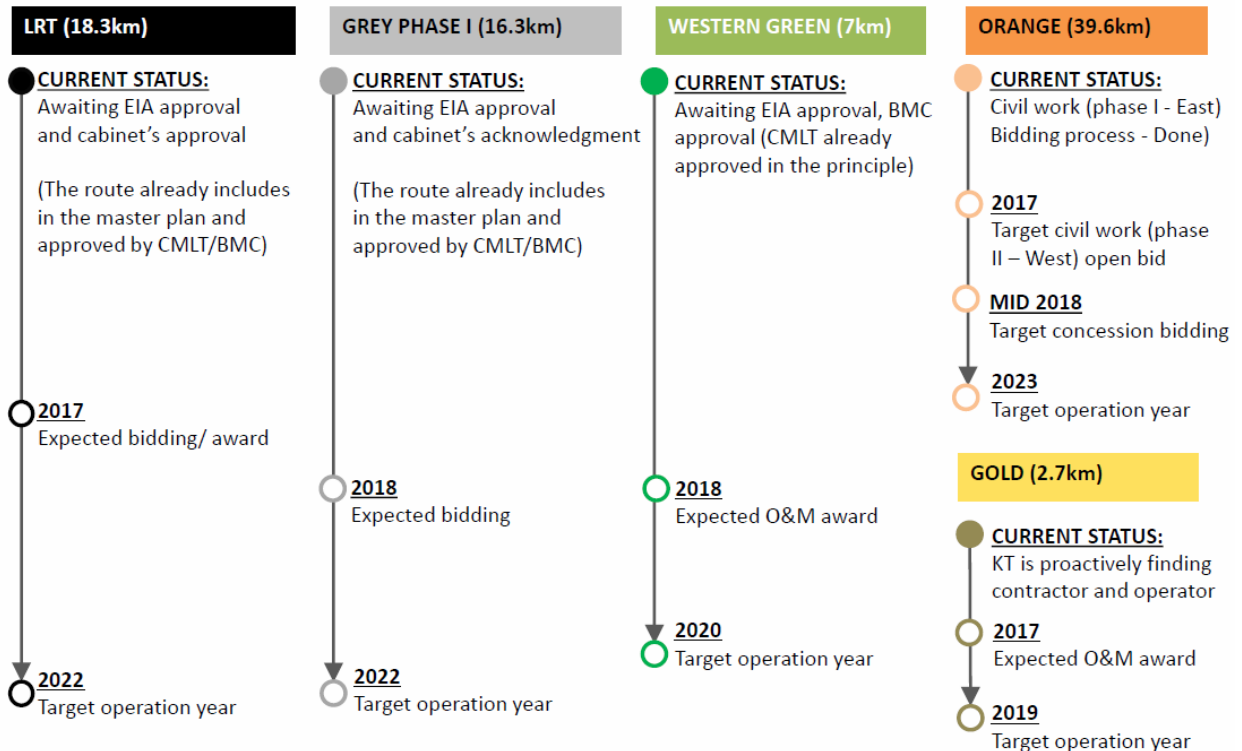 LRT (18.3km)
CURRENT STATUS:
Awaiting EIA approval
and cabinet's approval
(The route already includes
in the master plan and
approved by CMLT/BMC)
2017
Expected bidding/ award
2022
Target operation year
GREY PHASE I (16.3km)
CURRENT STATUS:
Awaiting EIA approval
and cabinet's acknowledgment
(The route already includes
in the master plan and
approved by CMLT/BMC)
2018
Expected bidding
2022
Target operation year
WESTERN GREEN (7km)
CURRENT STATUS:
Awaiting EIA approval, BMC
approval (CMLT already
approved in the principle)
2018
Expected O&M award
2020
Target operation year
ORANGE (39.6km)
CURRENT STATUS:
Civil work (phase I - East)
Bidding process - Done)
2017
Target civil work (phase
II – West) open bid
MID 2018
Target concession bidding
2023
Target operation year
GOLD (2.7km)
CURRENT STATUS:
KT is proactively finding
contractor and operator
2017
Expected O&M award
2019
Target operation year